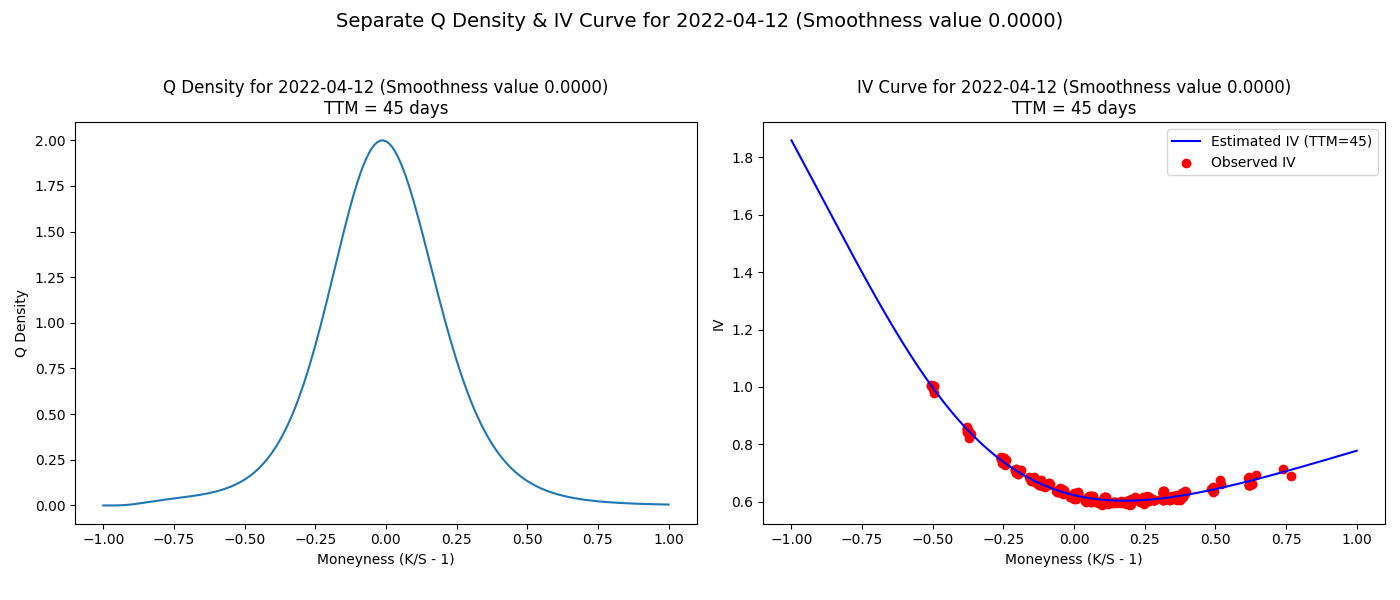 Separate Q Density & IV Curve for 2022-04-12 (Smoothness value 0.0000)
Q Density for 2022-04-12 (Smoothness value 0.0000)
TTM = 45 days
2.00
1.75
1.50
1.25
1.00
0.75
0.50
0.25
0.00
Q Density
−1.00 −0.75 −0.50 −0.25 0.00 0.25 0.50 0.75 1.00
Moneyness (K/S - 1)
IV Curve for 2022-04-12 (Smoothness value 0.0000)
TTM = 45 days
Estimated IV (TTM=45)
Observed IV
1.8
1.6
1.4
1.2
1.0
0.8
0.6
IV
−1.00 −0.75 −0.50 −0.25 0.00 0.25 0.50 0.75 1.00
Moneyness (K/S - 1)